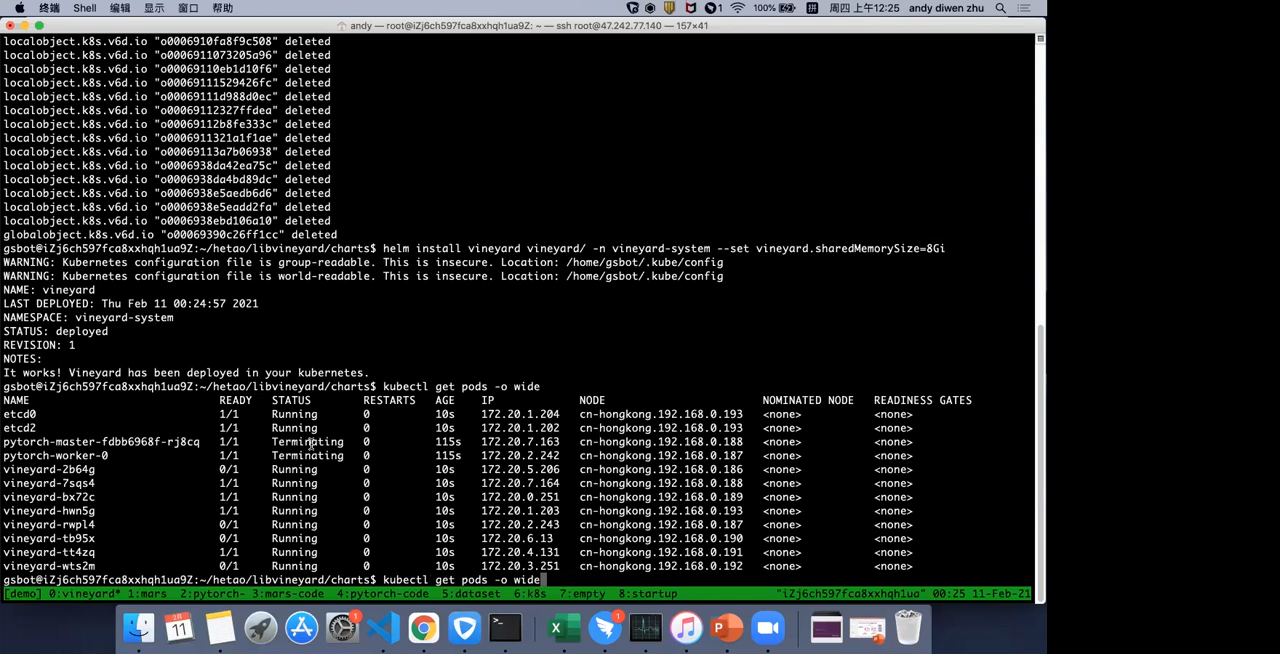 终端 Shell 编辑 显示 窗口 帮助 1 100% 拼 周四 上午12:25 andy diwen zhu
andy — root@iZj6ch597fca8xxhqh1ua9Z: ~ — ssh root@47.242.77.140 — 157×41
localobject.k8s.v6d.io "o0006910fa8f9c508" deleted
localobject.k8s.v6d.io "o00069110732​05a96" deleted
localobject.k8s.v6d.io "o00069110eb1d10f6" deleted
localobject.k8s.v6d.io "o00069111529426fc" deleted
localobject.k8s.v6d.io "o00069111d988d0ec" deleted
localobject.k8s.v6d.io "o00069112327ffdea" deleted
localobject.k8s.v6d.io "o00069112b8fe333c" deleted
localobject.k8s.v6d.io "o0006911321a1f1ae" deleted
localobject.k8s.v6d.io "o00069113a7b06938" deleted
localobject.k8s.v6d.io "o0006938da42ea75c" deleted
localobject.k8s.v6d.io "o0006938da4bd89dc" deleted
localobject.k8s.v6d.io "o0006938e5aedb6d6" deleted
localobject.k8s.v6d.io "o0006938e5eadd2fa" deleted
localobject.k8s.v6d.io "o0006938ebd106a10" deleted
globalobject.k8s.v6d.io "o00069390c26ff1cc" deleted
gsbot@iZj6ch597fca8xxhqh1ua9Z:~/hetao/libvineyard/charts$ helm install vineyard vineyard/ -n vineyard-system --set vineyard.sharedMemorySize=8Gi
WARNING: Kubernetes configuration file is group-readable. This is insecure. Location: /home/gsbot/.kube/config
WARNING: Kubernetes configuration file is world-readable. This is insecure. Location: /home/gsbot/.kube/config
NAME: vineyard
LAST DEPLOYED: Thu Feb 11 00:24:57 2021
NAMESPACE: vineyard-system
STATUS: deployed
REVISION: 1
NOTES:
It works! Vineyard has been deployed in your kubernetes.
gsbot@iZj6ch597fca8xxhqh1ua9Z:~/hetao/libvineyard/charts$ kubectl get pods -o wide
NAME READY STATUS RESTARTS AGE IP NODE NOMINATED NODE READINESS GATES
etcd0 1/1 Running 0 10s 172.20.1.204 cn-hongkong.192.168.0.193 <none> <none>
etcd2 1/1 Running 0 10s 172.20.1.202 cn-hongkong.192.168.0.193 <none> <none>
pytorch-master-fdbb6968f-rj8cq 1/1 Terminating 0 115s 172.20.7.163 cn-hongkong.192.168.0.188 <none> <none>
pytorch-worker-0 1/1 Terminating 0 115s 172.20.2.242 cn-hongkong.192.168.0.187 <none> <none>
vineyard-2b64g 0/1 Running 0 10s 172.20.5.206 cn-hongkong.192.168.0.186 <none> <none>
vineyard-7sqs4 1/1 Running 0 10s 172.20.7.164 cn-hongkong.192.168.0.188 <none> <none>
vineyard-bx72c 1/1 Running 0 10s 172.20.0.251 cn-hongkong.192.168.0.189 <none> <none>
vineyard-hwn5g 1/1 Running 0 10s 172.20.1.203 cn-hongkong.192.168.0.193 <none> <none>
vineyard-rwpl4 0/1 Running 0 10s 172.20.2.243 cn-hongkong.192.168.0.187 <none> <none>
vineyard-tb95x 0/1 Running 0 10s 172.20.6.13 cn-hongkong.192.168.0.190 <none> <none>
vineyard-tt4zq 1/1 Running 0 10s 172.20.4.131 cn-hongkong.192.168.0.191 <none> <none>
vineyard-wts2m 0/1 Running 0 10s 172.20.3.251 cn-hongkong.192.168.0.192 <none> <none>
gsbot@iZj6ch597fca8xxhqh1ua9Z:~/hetao/libvineyard/charts$ kubectl get pods -o wide
[demo] 0:vineyard* 1:mars 2:pytorch- 3:mars-code 4:pytorch-code 5:dataset 6:k8s 7:empty 8:startup "iZj6ch597fca8xxhqh1ua" 00:25 11-Feb-21
11 1 1